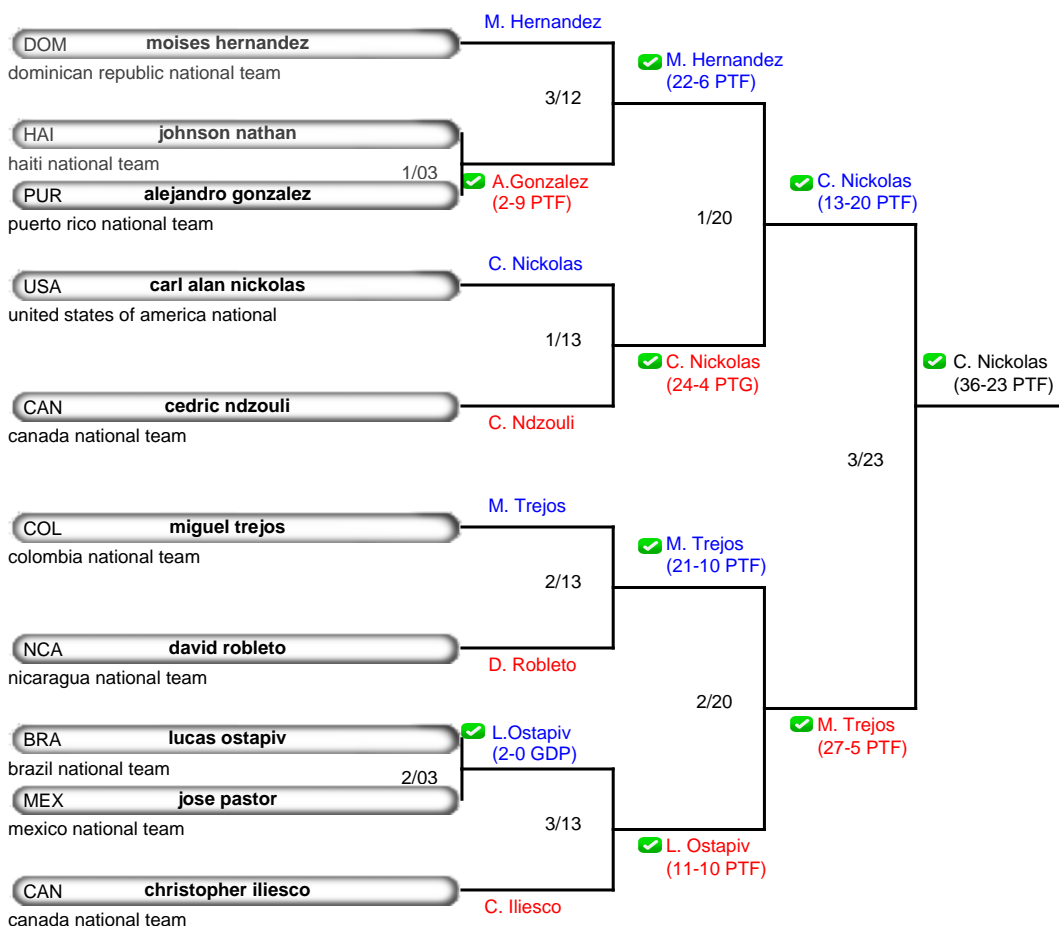 M. Hernandez
DOM moises hernandez
dominican republic national team
M. Hernandez
(22-6 PTF)
3/12
HAI johnson nathan
haiti national team
1/03
A.Gonzalez
(2-9 PTF)
PUR alejandro gonzalez
puerto rico national team
C. Nickolas
(13-20 PTF)
1/20
C. Nickolas
USA carl alan nickolas
united states of america national
1/13
C. Nickolas
(24-4 PTG)
C. Nickolas
(36-23 PTF)
CAN cedric ndzouli
canada national team
C. Ndzouli
3/23
M. Trejos
COL miguel trejos
colombia national team
M. Trejos
(21-10 PTF)
2/13
NCA david robleto
nicaragua national team
D. Robleto
2/20
M. Trejos
(27-5 PTF)
BRA lucas ostapiv
brazil national team
L.Ostapiv
(2-0 GDP)
2/03
MEX jose pastor
mexico national team
3/13
L. Ostapiv
(11-10 PTF)
CAN christopher iliesco
canada national team
C. Iliesco